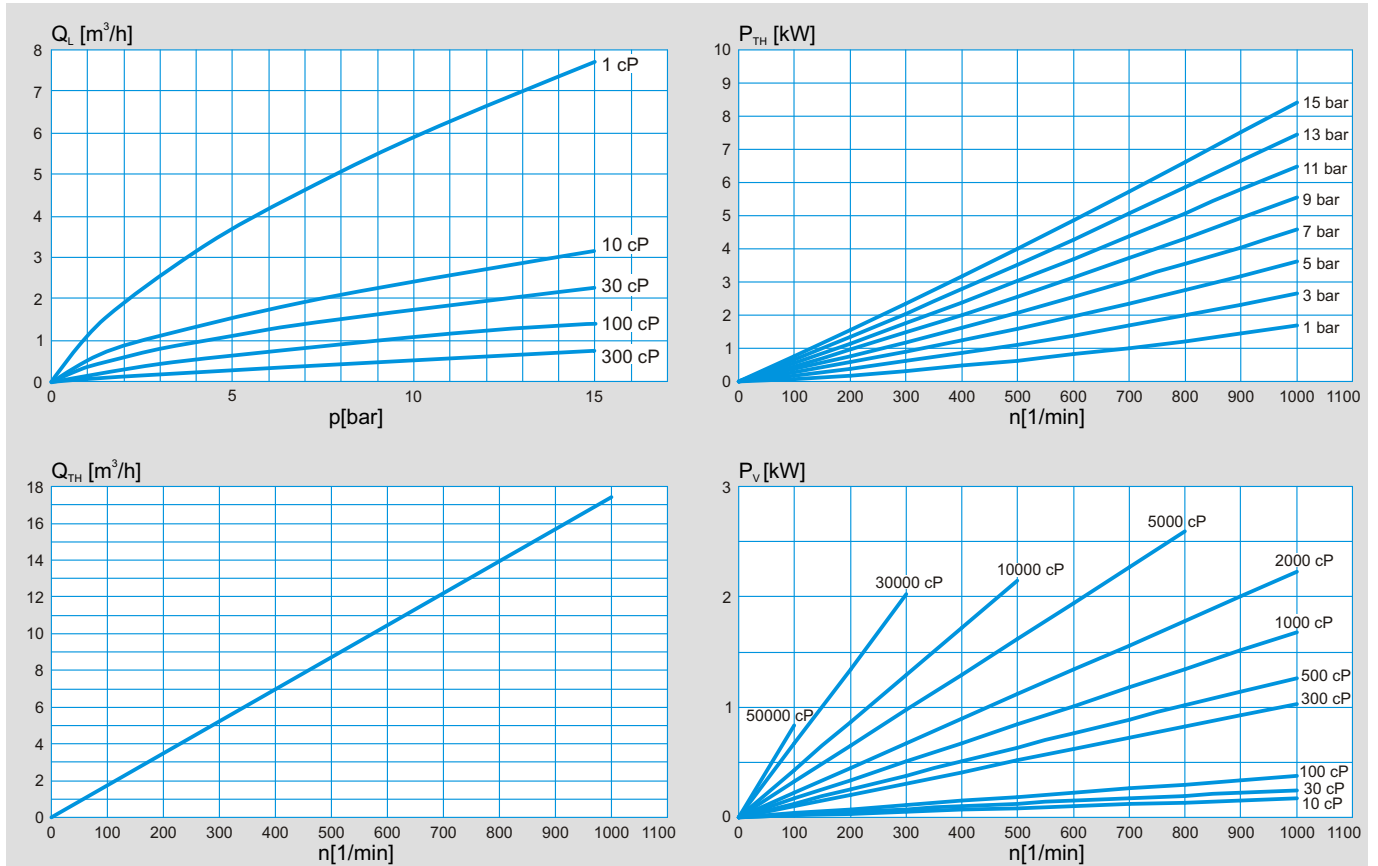 Q_L [m³/h]
8
7
6
5
4
3
2
1
0
1 cP
10 cP
30 cP
100 cP
300 cP
0 5 10 15
p[bar]
P_TH [kW]
10
9
8
7
6
5
4
3
2
1
0
15 bar
13 bar
11 bar
9 bar
7 bar
5 bar
3 bar
1 bar
0 100 200 300 400 500 600 700 800 900 1000 1100
n[1/min]
Q_TH [m³/h]
18
16
14
12
10
8
6
4
2
0
0 100 200 300 400 500 600 700 800 900 1000 1100
n[1/min]
P_V [kW]
3
2
1
0
50000 cP
30000 cP
10000 cP
5000 cP
2000 cP
1000 cP
500 cP
300 cP
100 cP
30 cP
10 cP
0 100 200 300 400 500 600 700 800 900 1000 1100
n[1/min]